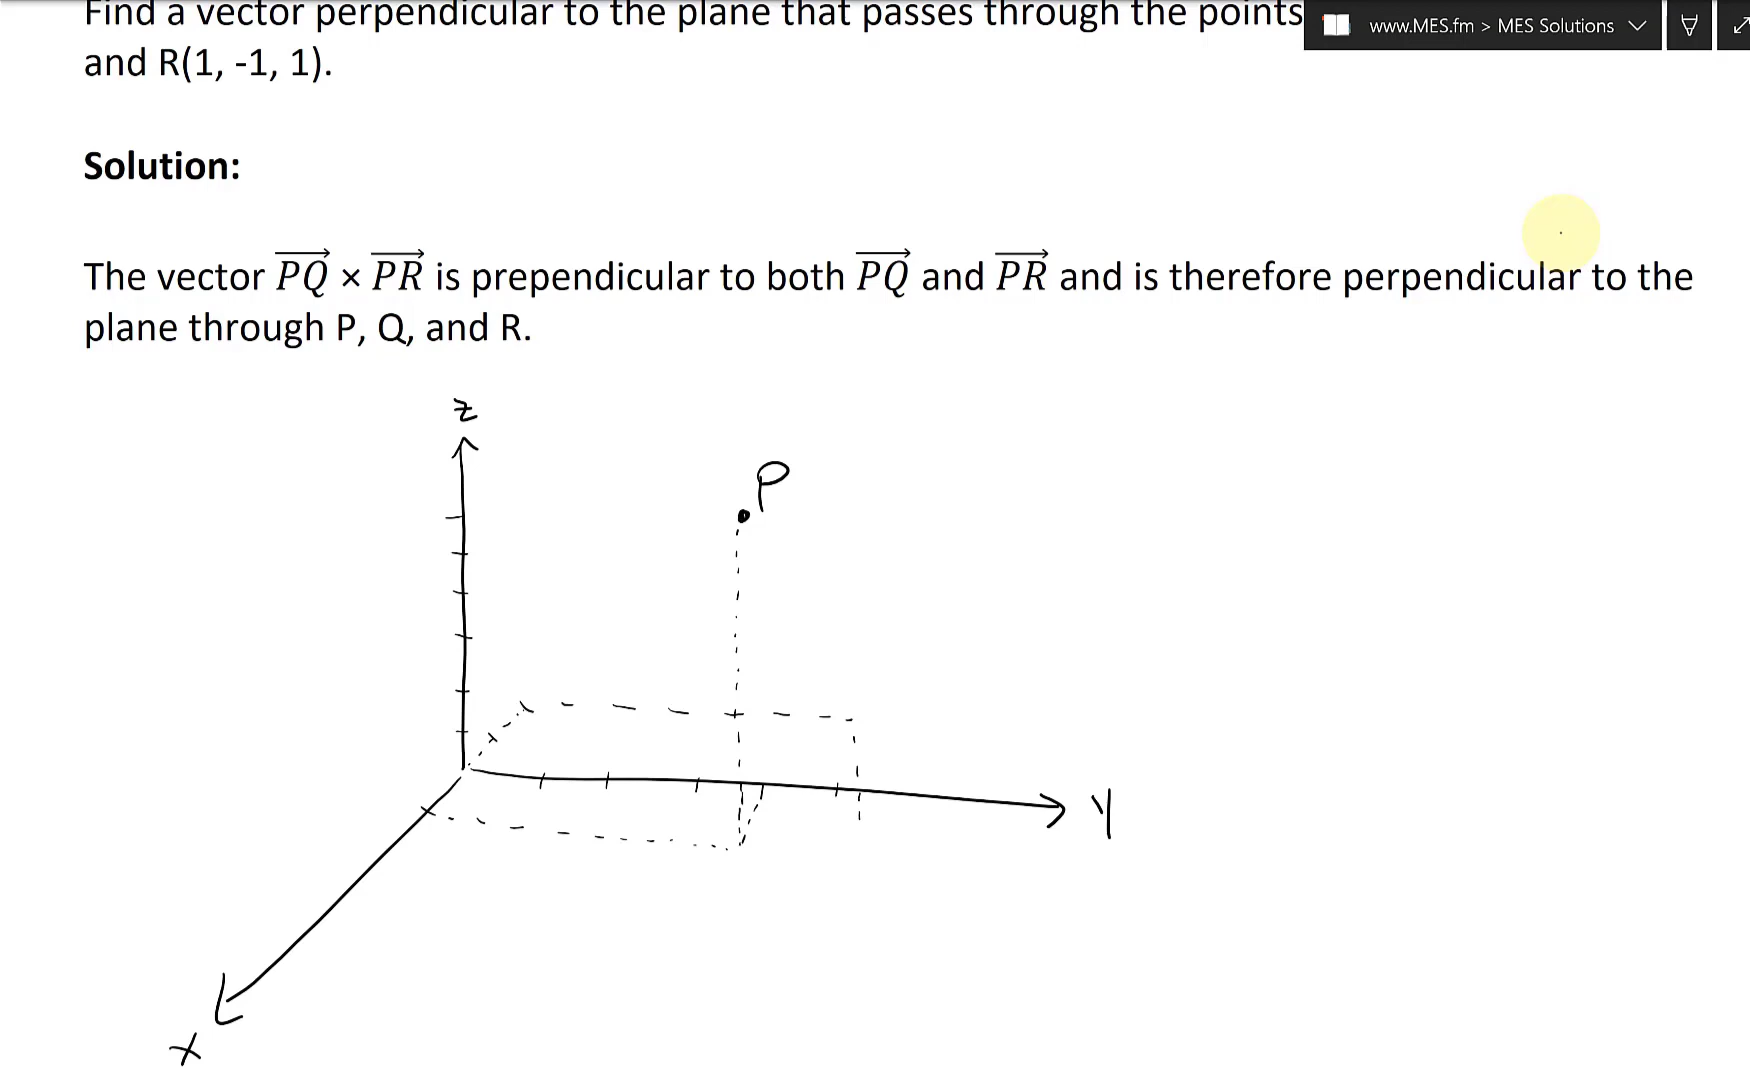 Find a vector perpendicular to the plane that passes through the points
www.MES.fm > MES Solutions
and R(1, -1, 1).
Solution:
The vector PQ × PR is prependicular to both PQ and PR and is therefore perpendicular to the
plane through P, Q, and R.
z
P
y
x